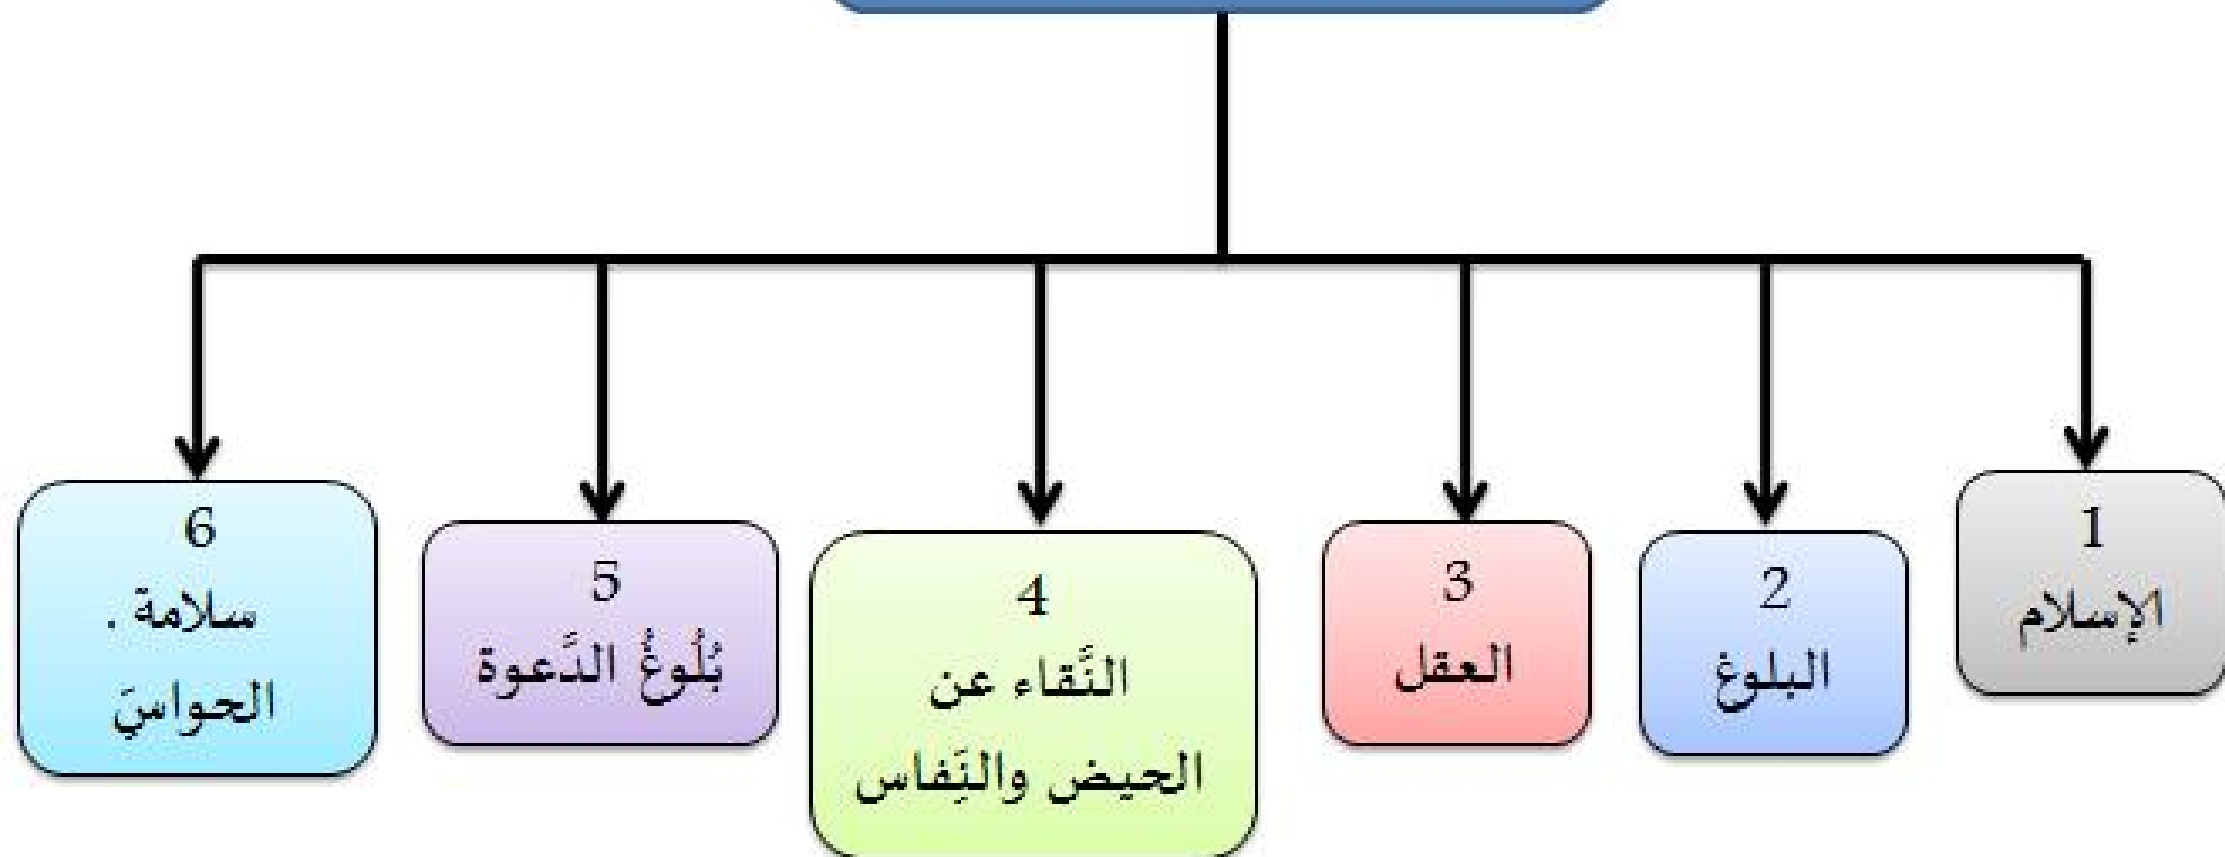 1
الإسلام
2
البلوغ
3
العقل
4
النَّقاء عن
الحيض والنِّفاس
5
بُلُوغُ الدَّعوة
6
سلامة .
الحواسّ